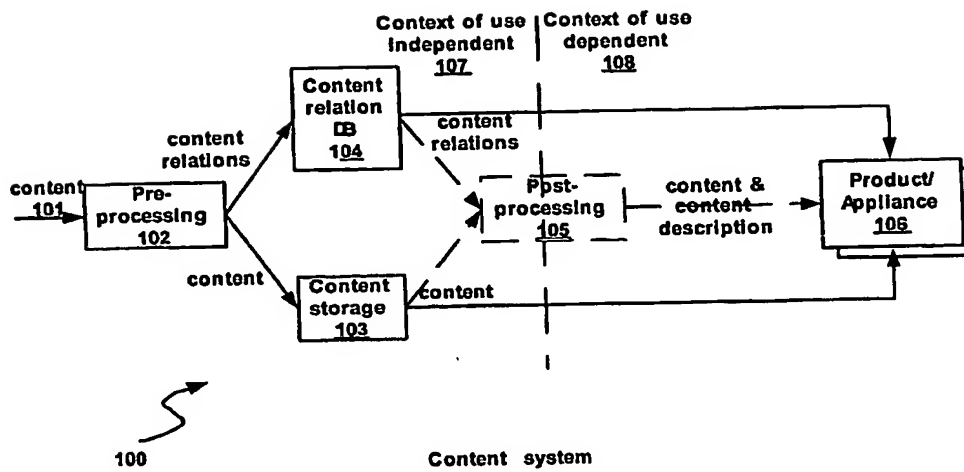 Context of use
Independent
107
Context of use
dependent
108
Content
relation
DB
104
content
relations
content
relations
content
101
Pre-
processing
102
Post-
processing
105
content &
content
description
Product/
Appliance
106
content
Content
storage
103
content
100
Content system